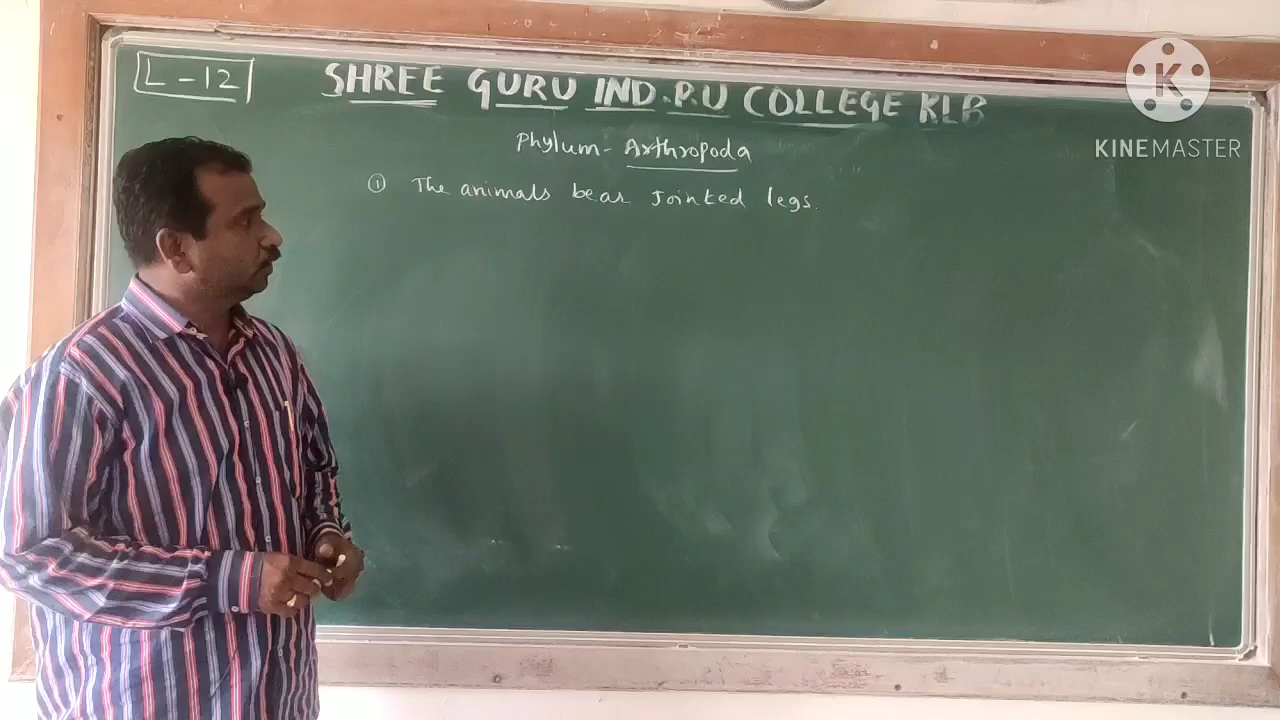 L-12
SHREE GURU IND.P.U COLLEGE KLB
Phylum - Arthropoda
① The animals bear Jointed legs.
K
KINEMASTER